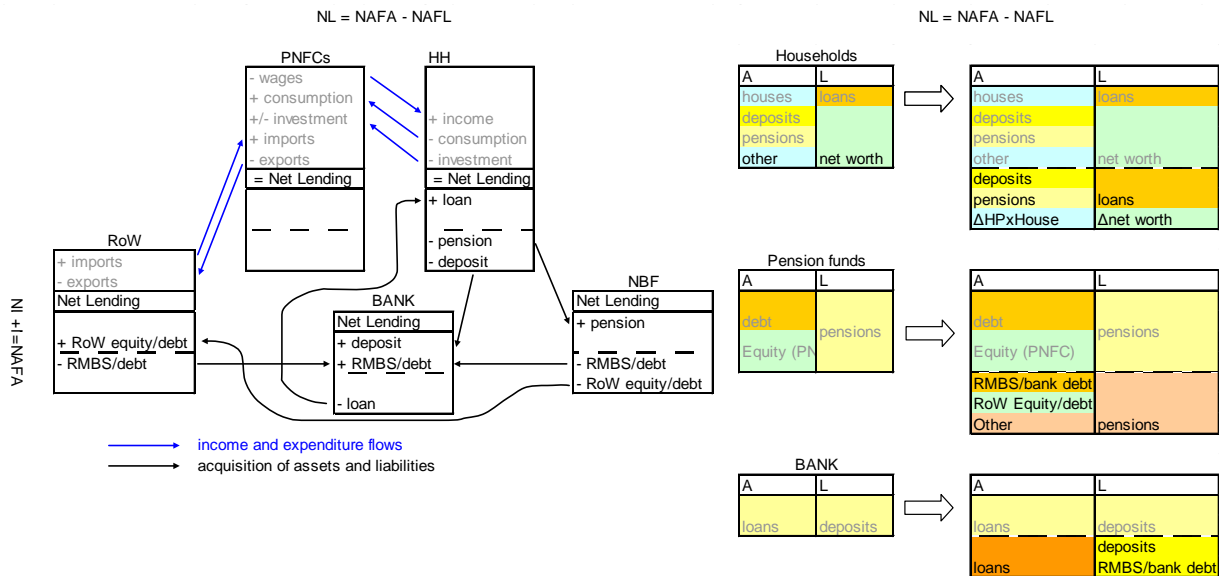 NL = NAFA - NAFL
PNFCs
- wages
+ consumption
+/- investment
+ imports
- exports
= Net Lending
HH
+ income
- consumption
- investment
= Net Lending
+ loan
- pension
- deposit
RoW
+ imports
- exports
Net Lending
+ RoW equity/debt
- RMBS/debt
BANK
Net Lending
+ deposit
+ RMBS/debt
- loan
NBF
Net Lending
+ pension
- RMBS/debt
- RoW equity/debt
income and expenditure flows
acquisition of assets and liabilities
NL = NAFA - NAFL
Households
A L
houses loans
deposits
pensions
other net worth
A L
houses loans
deposits
pensions
other net worth
deposits
pensions loans
ΔHPxHouse Δnet worth
Pension funds
A L
debt
pensions
Equity (PN
A L
debt
pensions
Equity (PNFC)
RMBS/bank debt
RoW Equity/debt
Other pensions
BANK
A L
loans deposits
A L
loans deposits
deposits
loans RMBS/bank debt